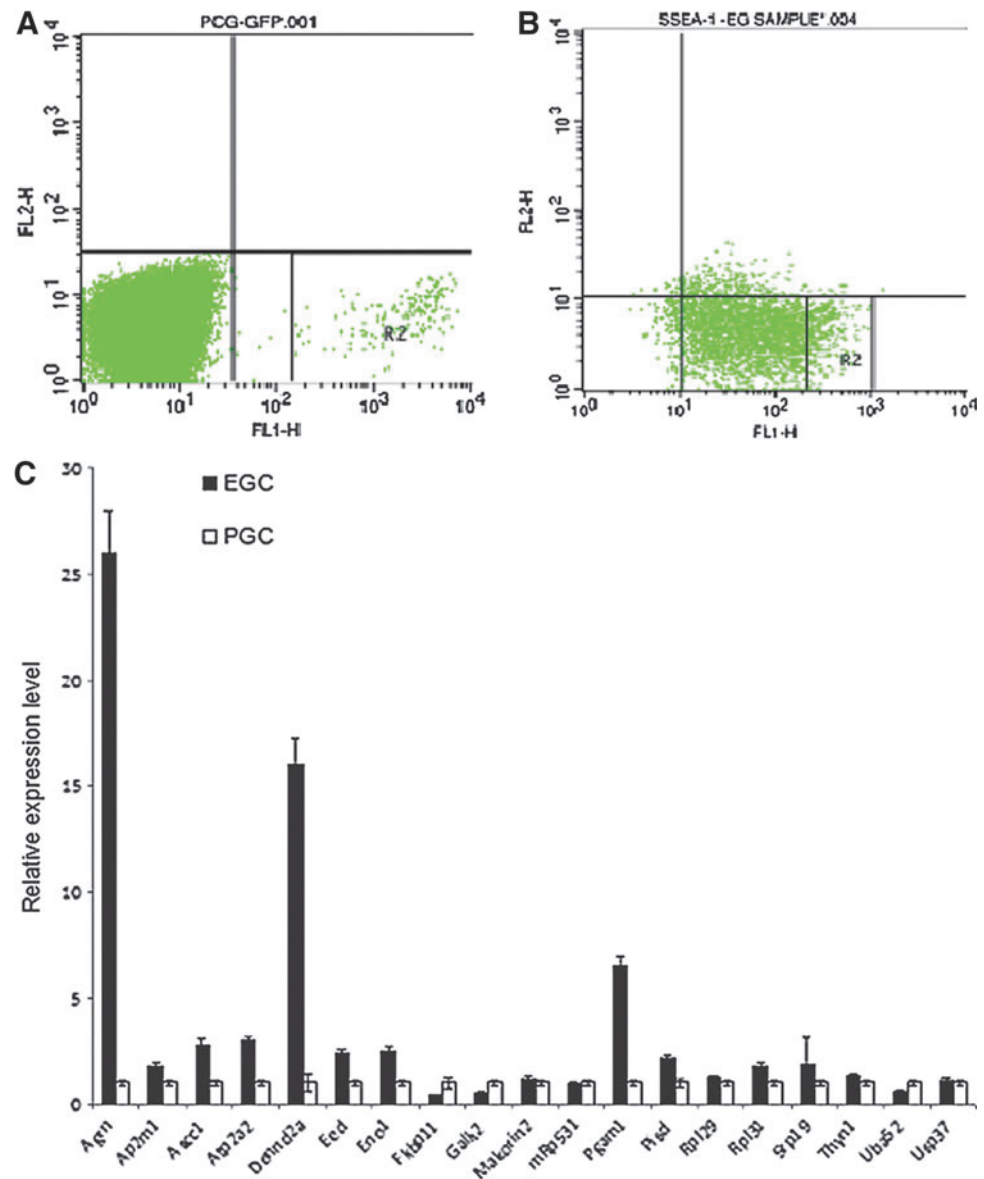 A
PCG-GFP.001
FL2-H
10^4
10^3
10^2
10^1
10^0
R2
10^0 10^1 10^2 10^3 10^4
FL1-H
B
SSEA-1 -EG SAMPLE*.004
FL2-H
10^4
10^3
10^2
10^1
10^0
R2
10^0 10^1 10^2 10^3 10^4
FL1-H
C
EGC
PGC
Relative expression level
30
25
20
15
10
5
0
Agrn
Ap2m1
Ascc1
Atp2a2
Eed
Eno1
Fkbp11
Galk2
Makorin2
mRps31
Pgam1
Rpl29
Rpl31
Srp19
Thyn1
Uba52
Usp37